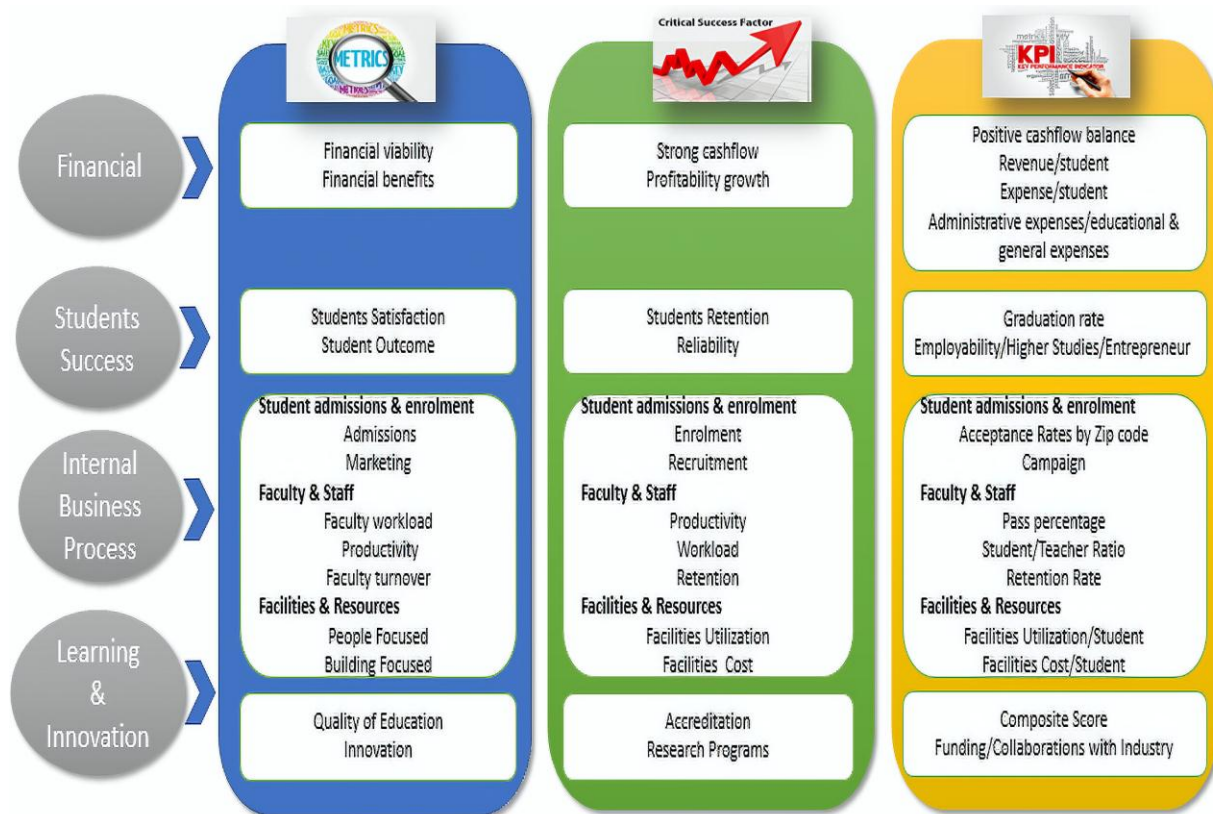 METRICS
Critical Success Factor
metrics
KPI
KEY PERFORMANCE INDICATOR
Financial
Financial viability
Financial benefits
Strong cashflow
Profitability growth
Positive cashflow balance
Revenue/student
Expense/student
Administrative expenses/educational &
general expenses
Students
Success
Students Satisfaction
Student Outcome
Students Retention
Reliability
Graduation rate
Employability/Higher Studies/Entrepreneur
Internal
Business
Process
Student admissions & enrolment
Admissions
Marketing
Faculty & Staff
Faculty workload
Productivity
Faculty turnover
Facilities & Resources
People Focused
Building Focused
Student admissions & enrolment
Enrolment
Recruitment
Faculty & Staff
Productivity
Workload
Retention
Facilities & Resources
Facilities Utilization
Facilities Cost
Student admissions & enrolment
Acceptance Rates by Zip code
Campaign
Faculty & Staff
Pass percentage
Student/Teacher Ratio
Retention Rate
Facilities & Resources
Facilities Utilization/Student
Facilities Cost/Student
Learning
&
Innovation
Quality of Education
Innovation
Accreditation
Research Programs
Composite Score
Funding/Collaborations with Industry